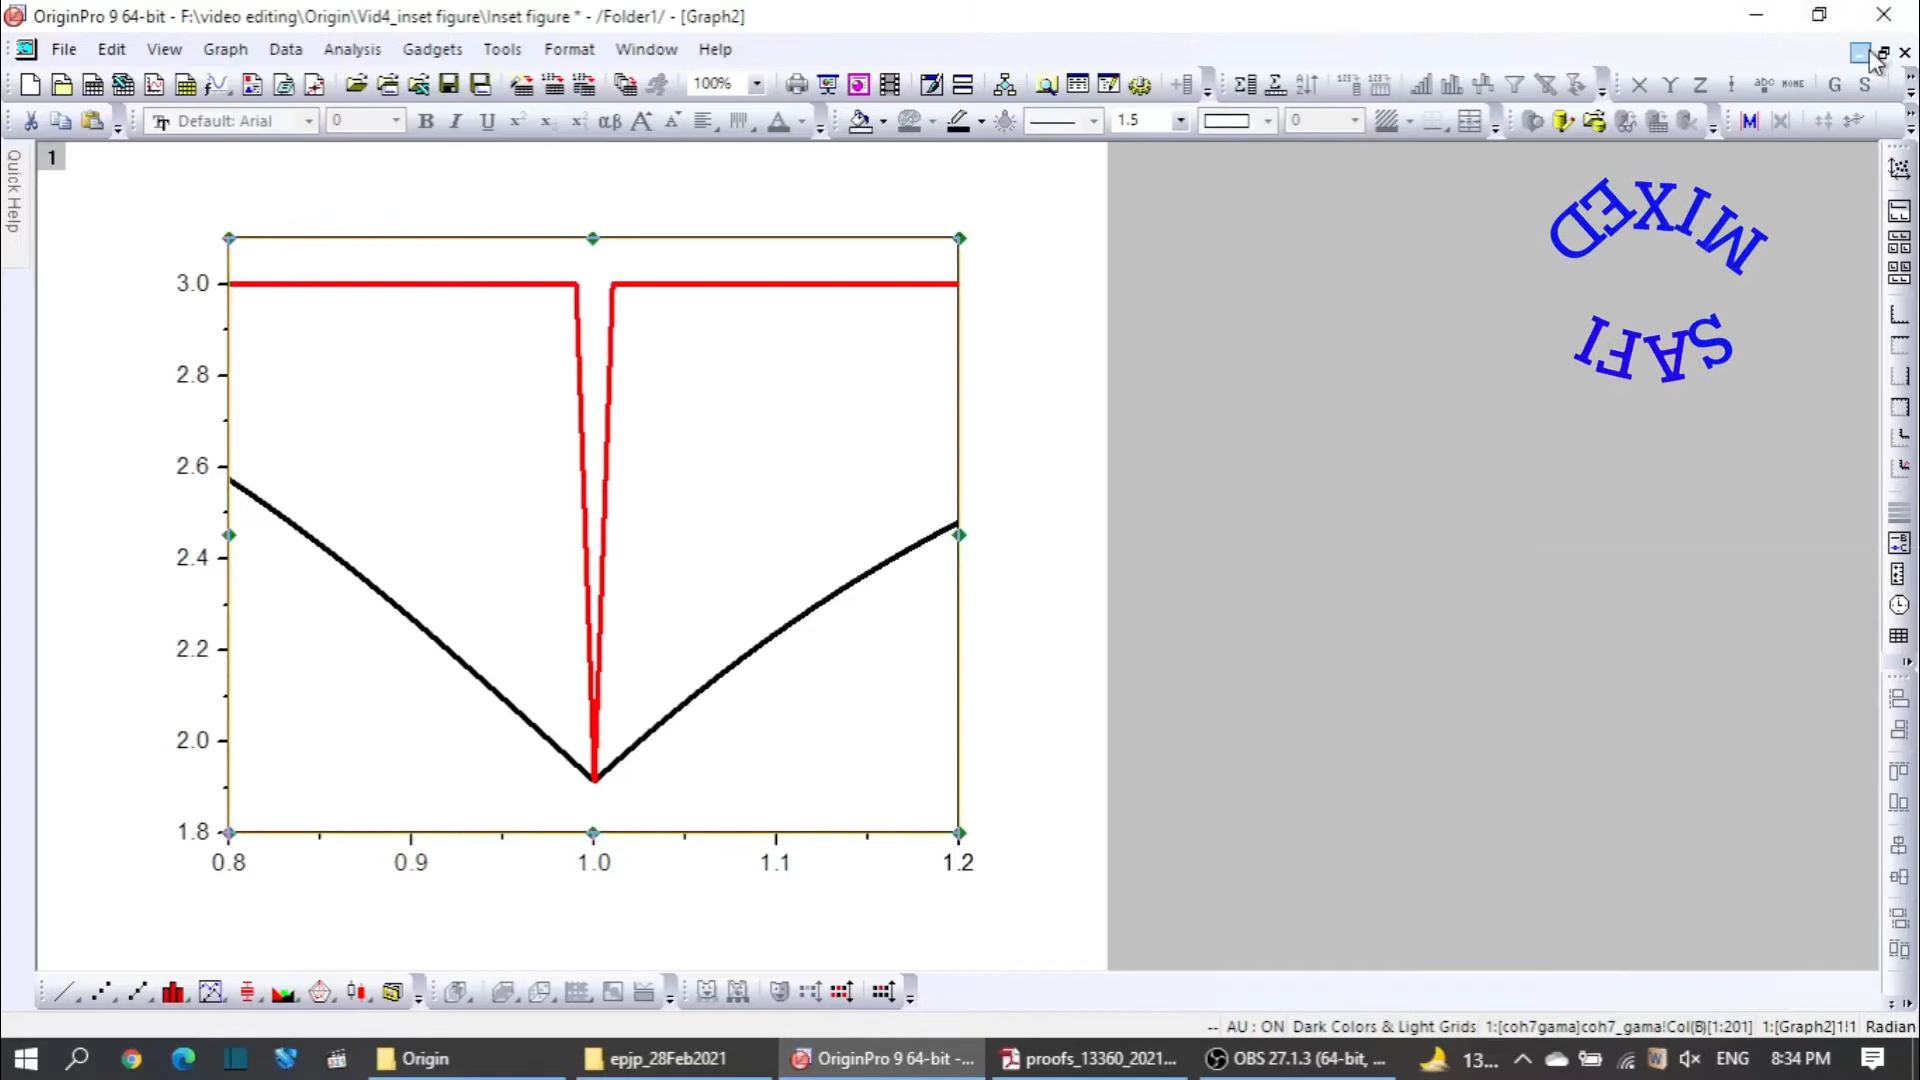 OriginPro 9 64-bit - F:\video editing\Origin\Vid4_inset figure\Inset figure * - /Folder1/ - [Graph2]
File Edit View Graph Data Analysis Gadgets Tools Format Window Help
100%
X Y Z
G S
Default: Arial 0 B I U
1.5 0
Quick Help
1
MIXED
SAFI
3.0
2.8
2.6
2.4
2.2
2.0
1.8
0.8 0.9 1.0 1.1 1.2
-- AU : ON Dark Colors & Light Grids 1:[coh7gama]coh7_gama!Col(B)[1:201] 1:[Graph2]1!1 Radian
Origin epjp_28Feb2021 OriginPro 9 64-bit -... proofs_13360_2021... OBS 27.1.3 (64-bit, ... 13... ENG 8:34 PM